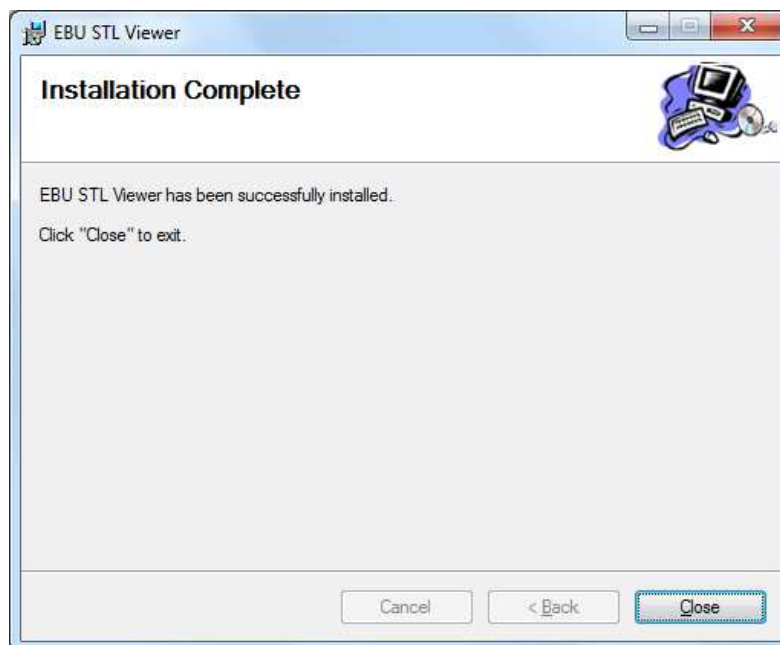 EBU STL Viewer
Installation Complete
EBU STL Viewer has been successfully installed.
Click "Close" to exit.
Cancel
< Back
Close